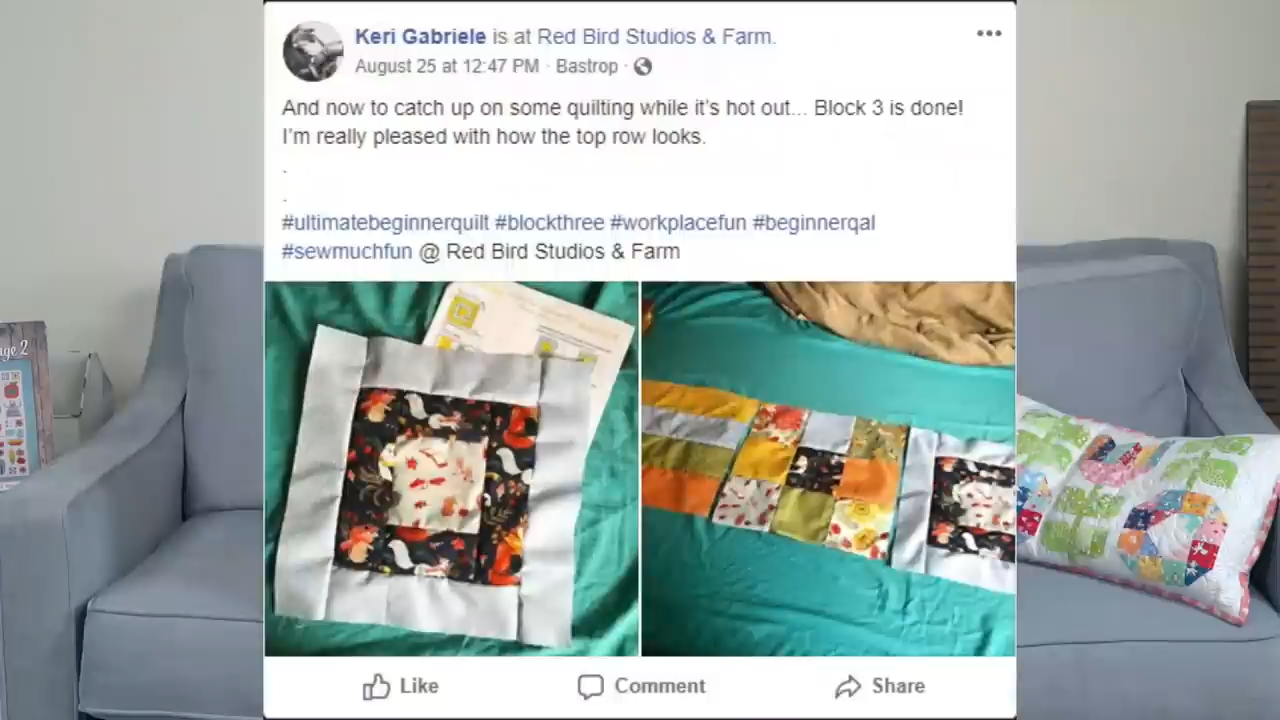 Keri Gabriele is at Red Bird Studios & Farm.
August 25 at 12:47 PM · Bastrop ·
And now to catch up on some quilting while it's hot out... Block 3 is done!
I'm really pleased with how the top row looks.
.
.
#ultimatebeginnerquilt #blockthree #workplacefun #beginnerqal
#sewmuchfun @ Red Bird Studios & Farm
Like
Comment
Share